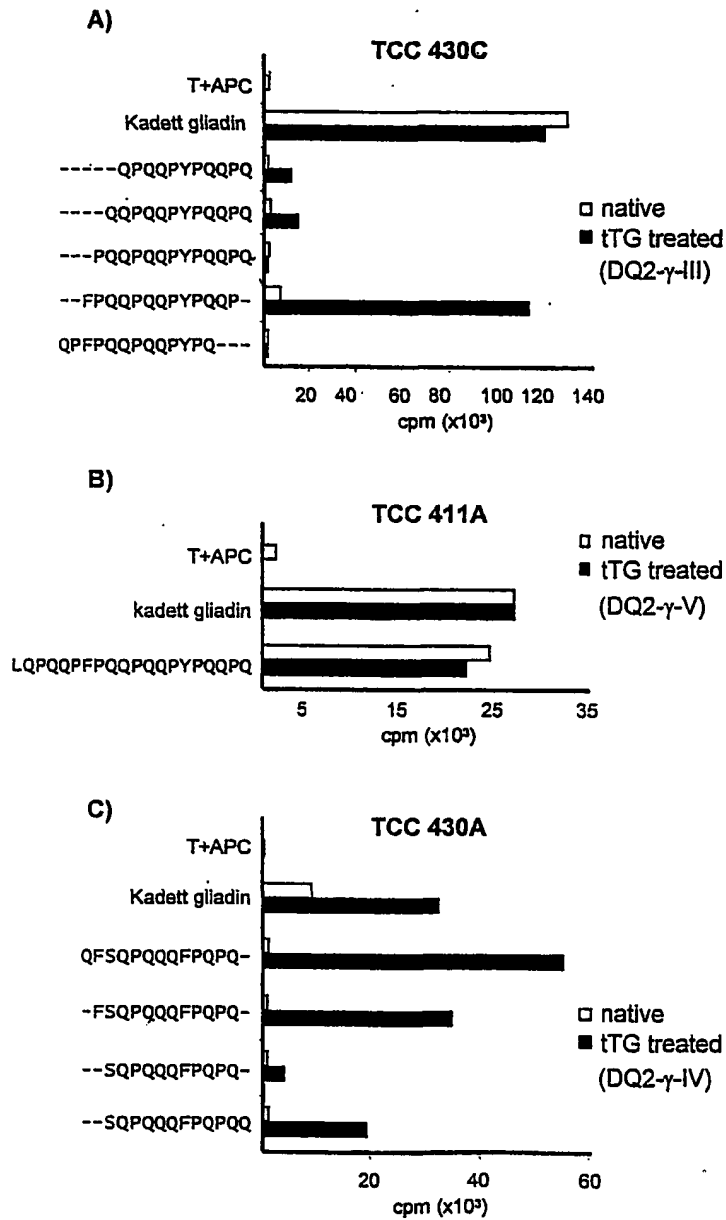 A)
TCC 430C
T+APC
Kadett gliadin
-----QPQQPYPQQPQ
----QQPQQPYPQQPQ
---PQQPQQPYPQQPQ
--FPQQPQQPYPQQP-
QPFPQQPQQPYPQ---
native
tTG treated
(DQ2-γ-III)
20 40 60 80 100 120 140
cpm (x10³)
B)
TCC 411A
T+APC
kadett gliadin
LQPQQPFPQQPQQPYPQQPQ
native
tTG treated
(DQ2-γ-V)
5 15 25 35
cpm (x10³)
C)
TCC 430A
T+APC
Kadett gliadin
QFSQPQQQFPQPQ-
-FSQPQQQFPQPQ-
--SQPQQQFPQPQ-
--SQPQQQFPQPQQ
native
tTG treated
(DQ2-γ-IV)
20 40 60
cpm (x10³)